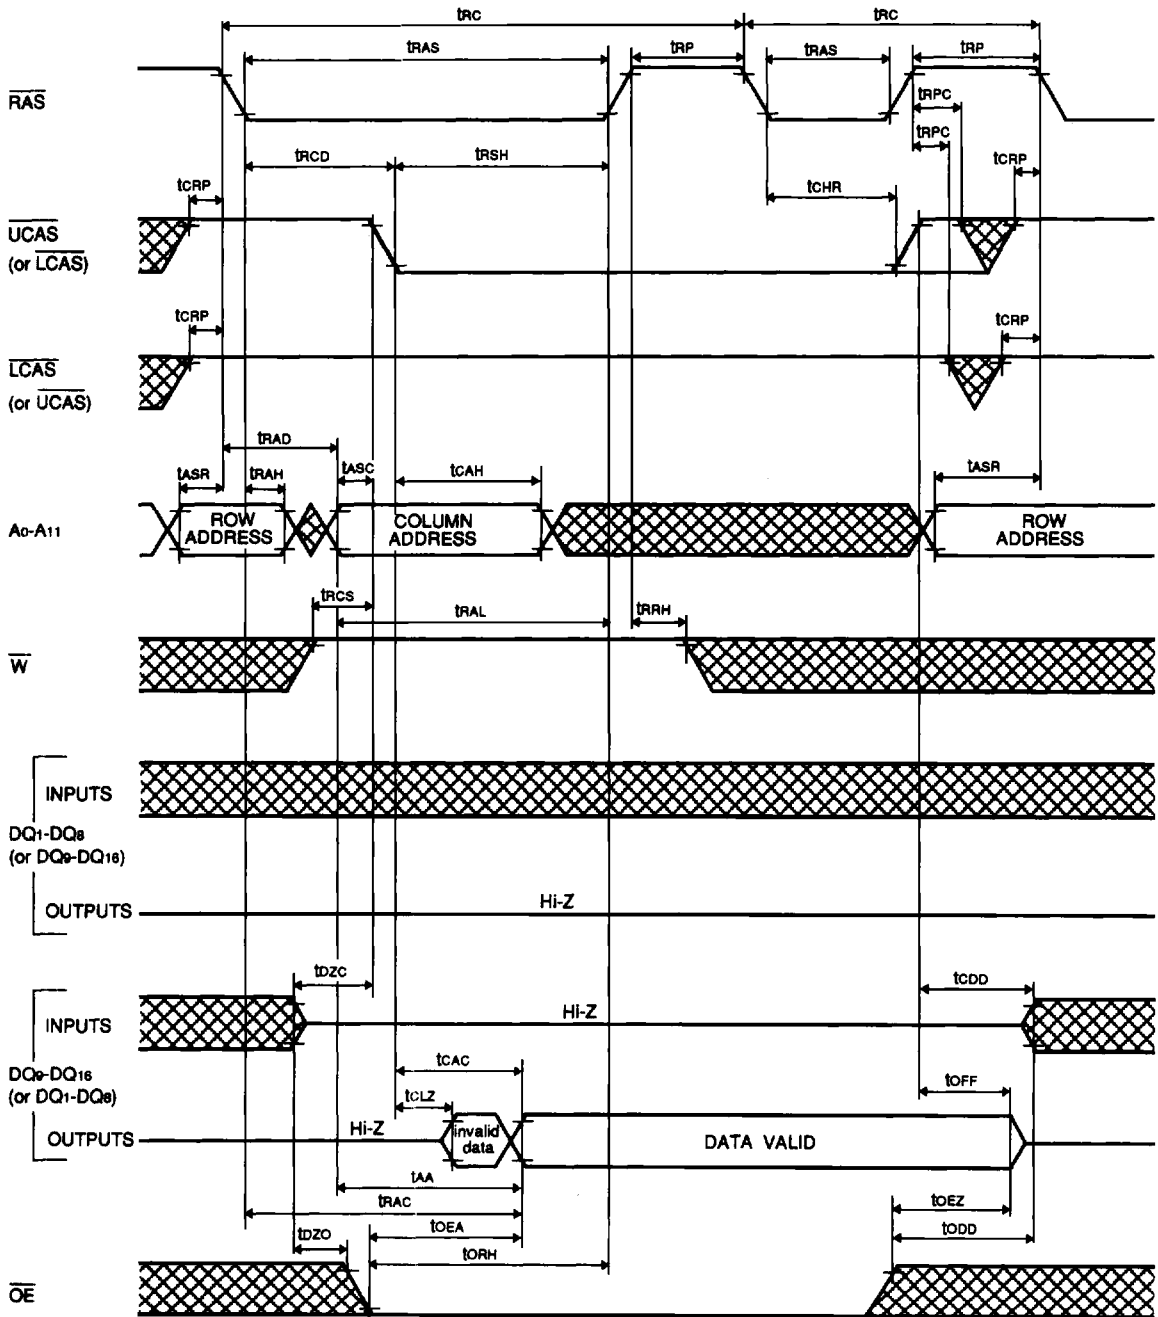 tRC tRC
tRAS tRP tRAS tRP
RAS
tRPC
tRPC
tRCD tRSH
tCRP tCHR tCRP
UCAS
(or LCAS)
tCRP tCRP
LCAS
(or UCAS)
tRAD
tASR tRAH tASC tCAH tASR
A0-A11 ROW ADDRESS COLUMN ADDRESS ROW ADDRESS
tRCS tRAL tRRH
W
INPUTS
DQ1-DQ8
(or DQ9-DQ16)
OUTPUTS Hi-Z
tDZC tCDD
INPUTS Hi-Z
DQ9-DQ16
(or DQ1-DQ8)
tCAC
tCLZ tOFF
OUTPUTS Hi-Z invalid data DATA VALID
tAA
tRAC tOEZ
tDZO tOEA tODD
tORH
OE